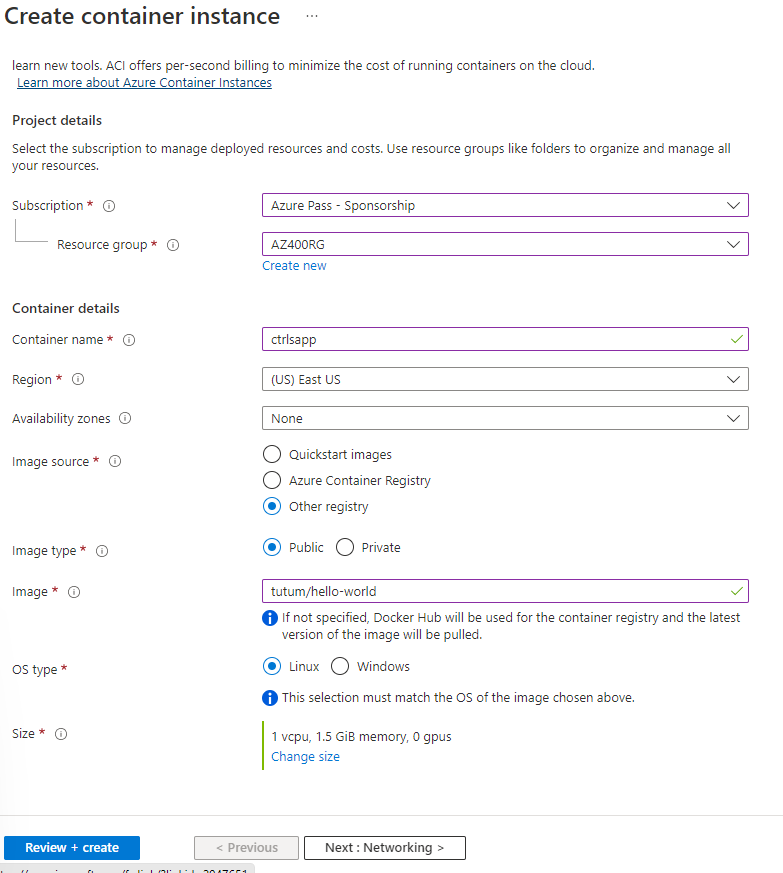 Create container instance ...
learn new tools. ACI offers per-second billing to minimize the cost of running containers on the cloud.
Learn more about Azure Container Instances
Project details
Select the subscription to manage deployed resources and costs. Use resource groups like folders to organize and manage all
your resources.
Subscription *
Azure Pass - Sponsorship
Resource group *
AZ400RG
Create new
Container details
Container name *
ctrlsapp
Region *
(US) East US
Availability zones
None
Image source *
Quickstart images
Azure Container Registry
Other registry
Image type *
Public
Private
Image *
tutum/hello-world
If not specified, Docker Hub will be used for the container registry and the latest
version of the image will be pulled.
OS type *
Linux
Windows
This selection must match the OS of the image chosen above.
Size *
1 vcpu, 1.5 GiB memory, 0 gpus
Change size
Review + create
< Previous
Next : Networking >